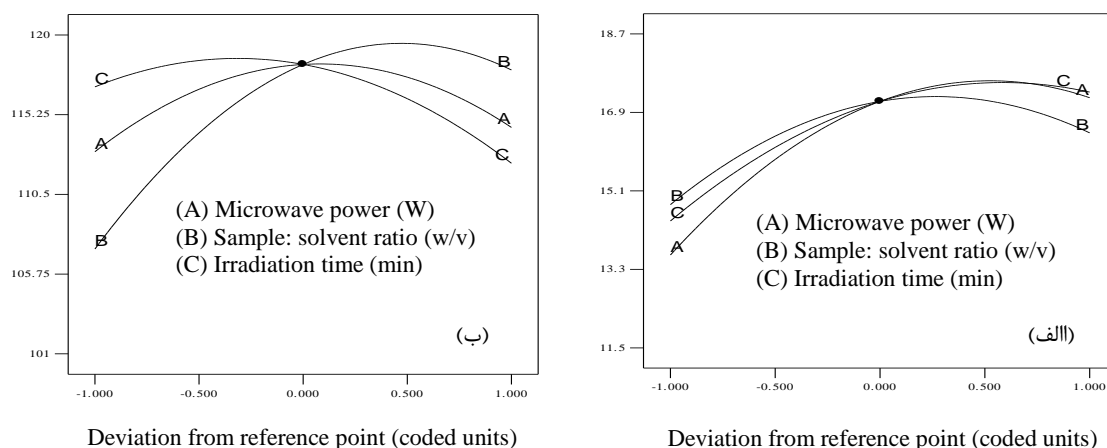 120
115.25
110.5
105.75
101
C
A
B
B
A
C
(A) Microwave power (W)
(B) Sample: solvent ratio (w/v)
(C) Irradiation time (min)
(ب)
-1.000
-0.500
0.000
0.500
1.000
Deviation from reference point (coded units)
18.7
16.9
15.1
13.3
11.5
B
C
A
C
A
B
(A) Microwave power (W)
(B) Sample: solvent ratio (w/v)
(C) Irradiation time (min)
(االف)
-1.000
-0.500
0.000
0.500
1.000
Deviation from reference point (coded units)